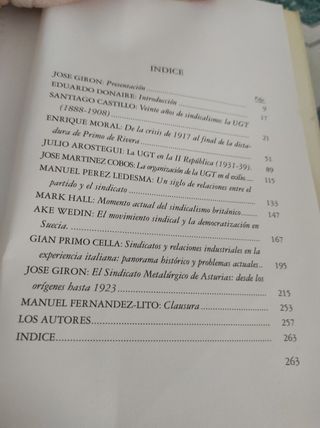 INDICE
Pág.
JOSE GIRON: Presentación.................... 9
EDUARDO DONAIRE: Introducción.................... 17
SANTIAGO CASTILLO: Veinte años de sindicalismo: la UGT
(1888-1908).................... 21
ENRIQUE MORAL: De la crisis de 1917 al final de la dicta-
dura de Primo de Rivera.................... 51
JULIO AROSTEGUI: La UGT en la II República (1931-39). 89
JOSE MARTINEZ COBOS: La organización de la UGT en el exilio... 115
MANUEL PEREZ LEDESMA: Un siglo de relaciones entre el
partido y el sindicato.................... 133
MARK HALL: Momento actual del sindicalismo británico.... 147
AKE WEDIN: El movimiento sindical y la democratización en
Suecia.................... 167
GIAN PRIMO CELLA: Sindicatos y relaciones industriales en la
experiencia italiana: panorama histórico y problemas actuales.. 195
JOSE GIRON: El Sindicato Metalúrgico de Asturias: desde los
orígenes hasta 1923.................... 215
MANUEL FERNANDEZ-LITO: Clausura.................... 253
LOS AUTORES.................... 257
INDICE.................... 263
263